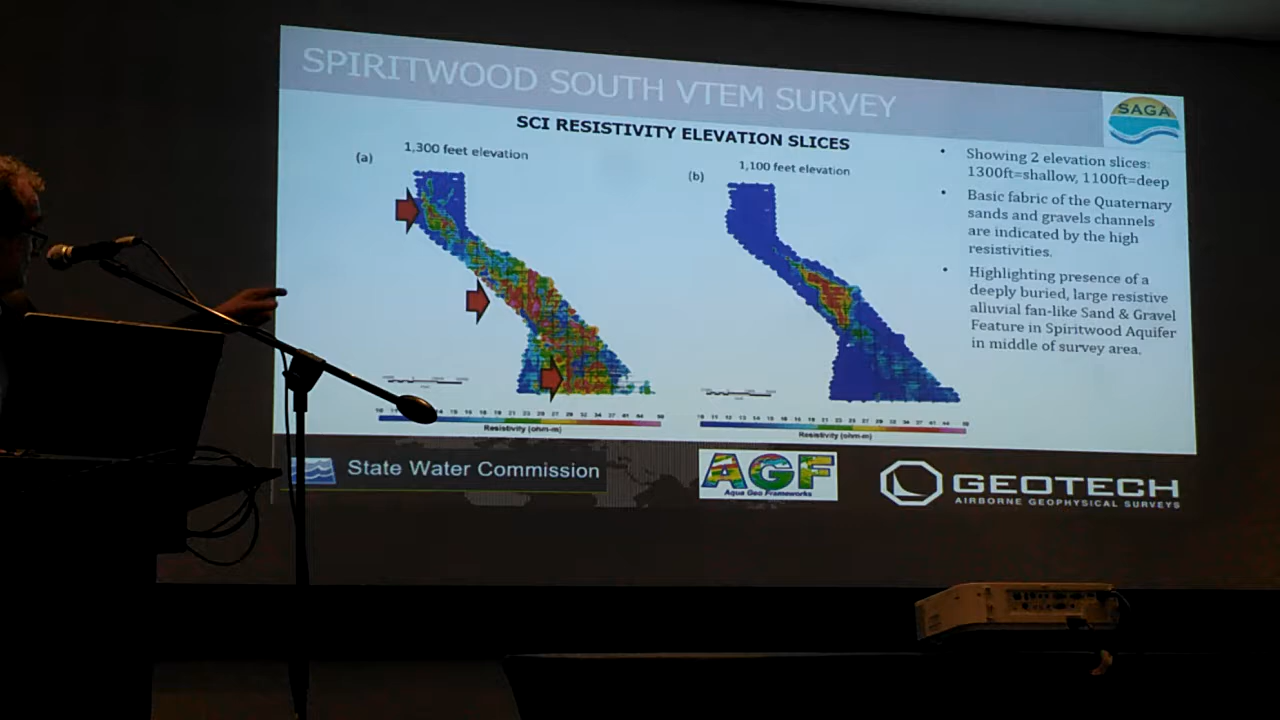 SPIRITWOOD SOUTH VTEM SURVEY
SAGA
SCI RESISTIVITY ELEVATION SLICES
(a)
1,300 feet elevation
(b)
1,100 feet elevation
• Showing 2 elevation slices:
1300ft=shallow, 1100ft=deep
• Basic fabric of the Quaternary
sands and gravels channels
are indicated by the high
resistivities.
• Highlighting presence of a
deeply buried, large resistive
alluvial fan-like Sand & Gravel
Feature in Spiritwood Aquifer
in middle of survey area.
Resistivity (ohm-m)
Resistivity (ohm-m)
State Water Commission
AGF
Aqua Geo Frameworks
GEOTECH
AIRBORNE GEOPHYSICAL SURVEYS